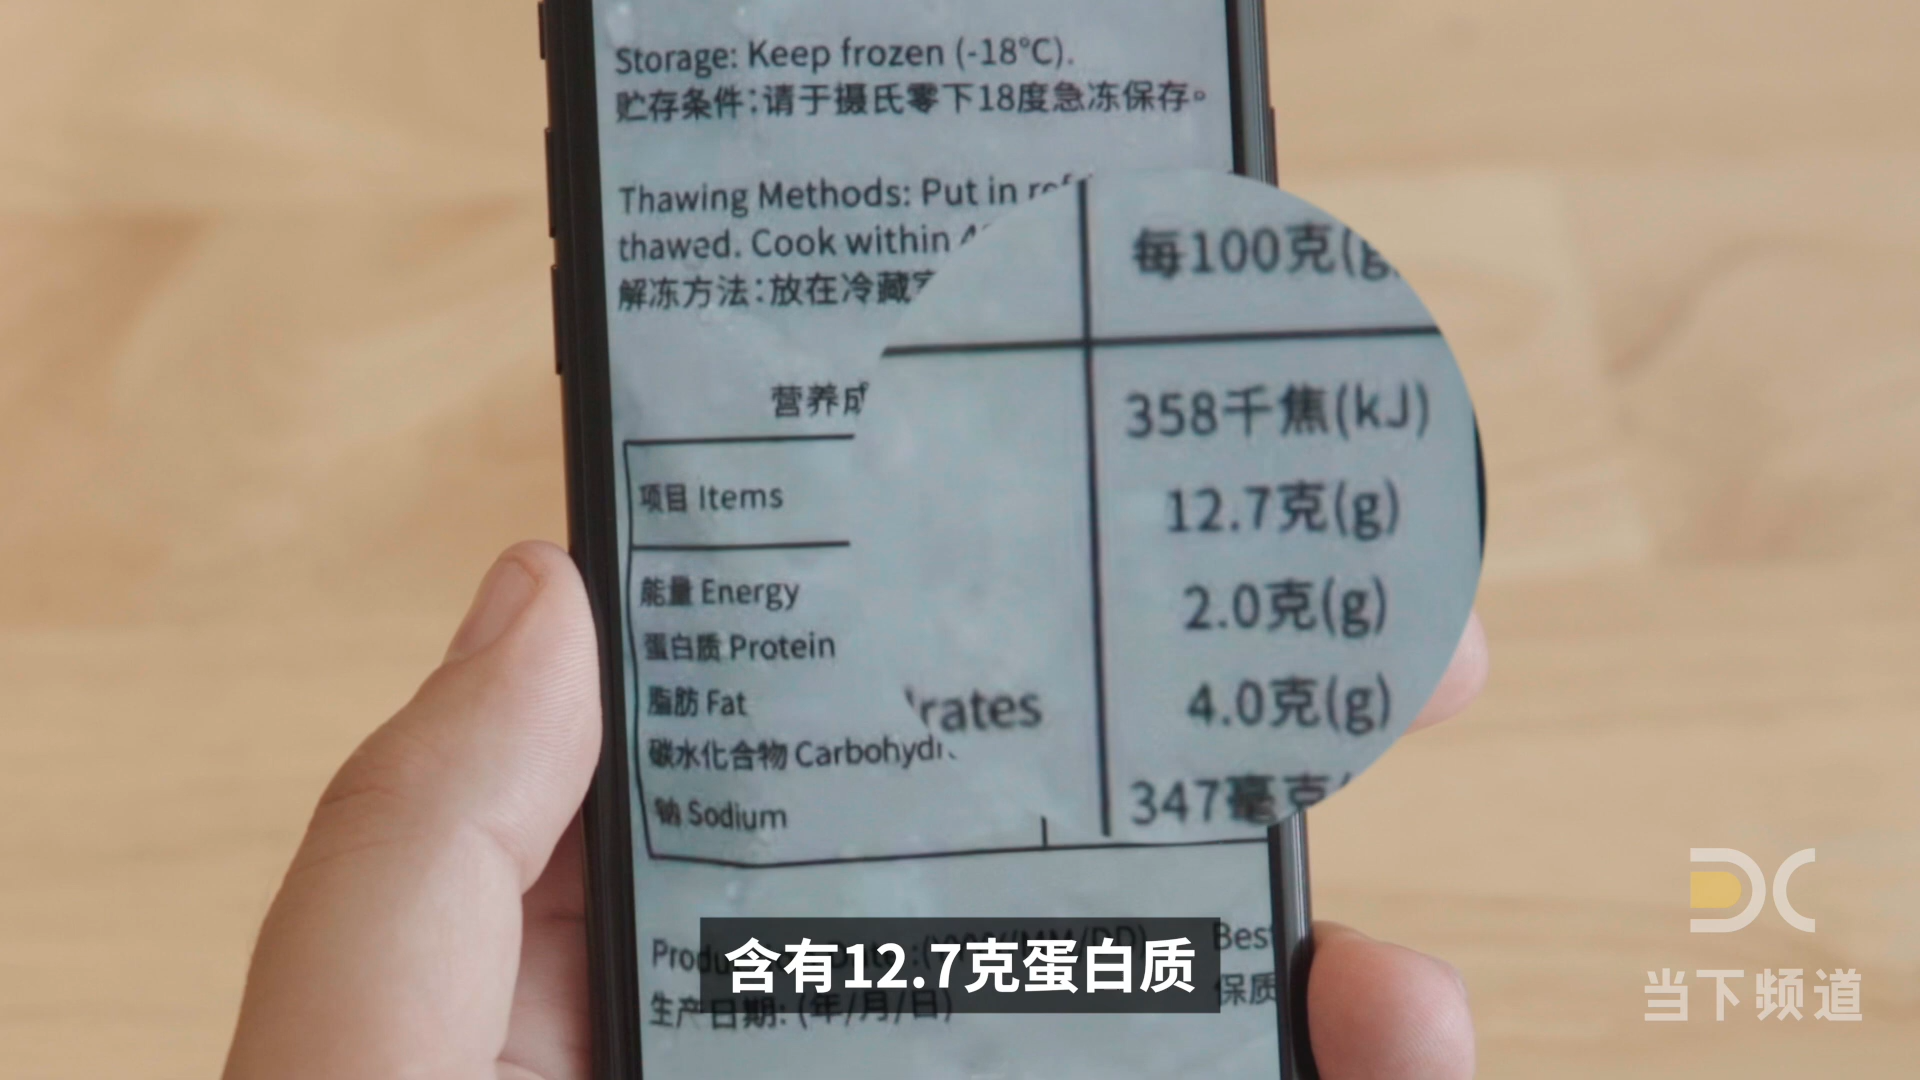 Storage: Keep frozen (-18°C).
贮存条件：请于摄氏零下18度急冻保存。
Thawing Methods: Put in
thawed. Cook within
解冻方法：放在冷藏
营养成
每100克(g
项目 Items
358千焦(kJ)
12.7克(g)
2.0克(g)
4.0克(g)
347毫克
能量 Energy
蛋白质 Protein
脂肪 Fat
rates
碳水化合物 Carbohydr
钠 Sodium
Best
保质
生产日期: (年/月/日)
含有12.7克蛋白质
DC
当下频道